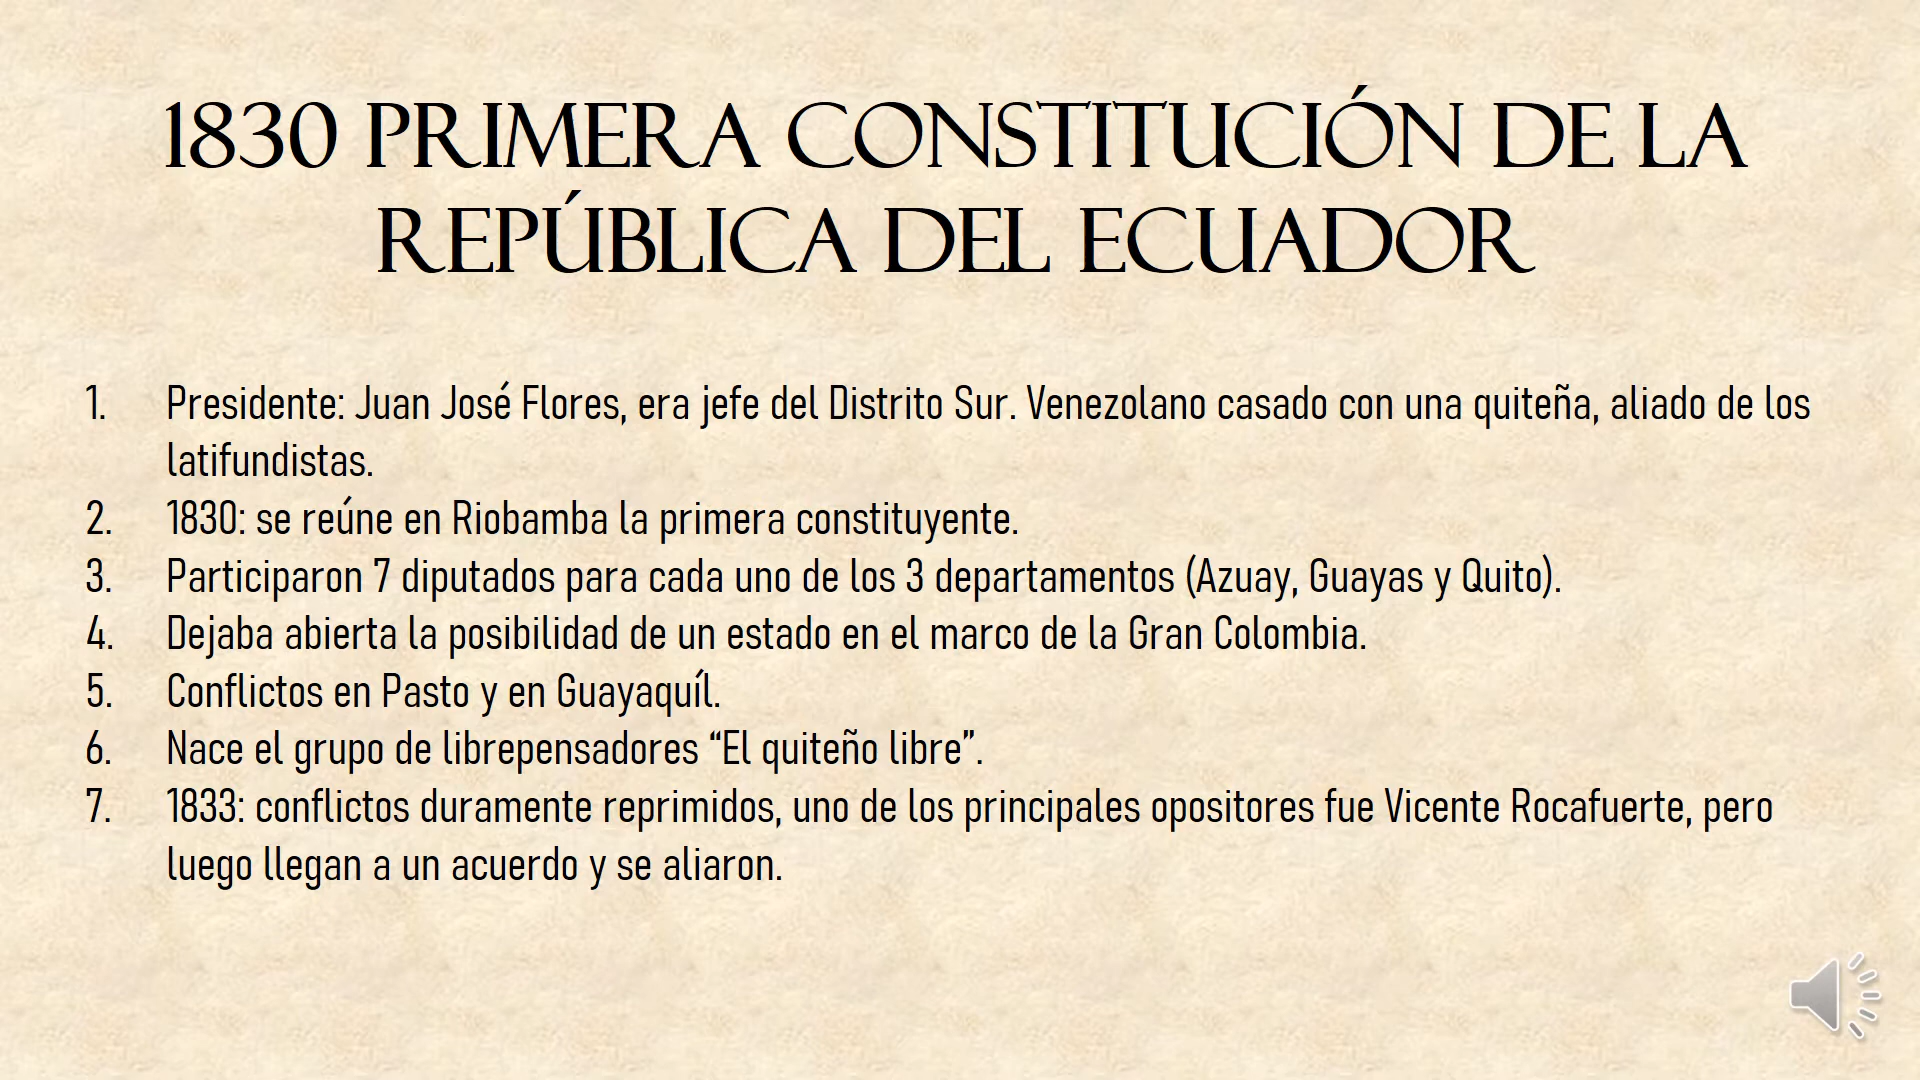 1830 PRIMERA CONSTITUCIÓN DE LA
REPÚBLICA DEL ECUADOR
1. Presidente: Juan José Flores, era jefe del Distrito Sur. Venezolano casado con una quiteña, aliado de los
latifundistas.
2. 1830: se reúne en Riobamba la primera constituyente.
3. Participaron 7 diputados para cada uno de los 3 departamentos (Azuay, Guayas y Quito).
4. Dejaba abierta la posibilidad de un estado en el marco de la Gran Colombia.
5. Conflictos en Pasto y en Guayaquíl.
6. Nace el grupo de librepensadores “El quiteño libre”.
7. 1833: conflictos duramente reprimidos, uno de los principales opositores fue Vicente Rocafuerte, pero
luego llegan a un acuerdo y se aliaron.